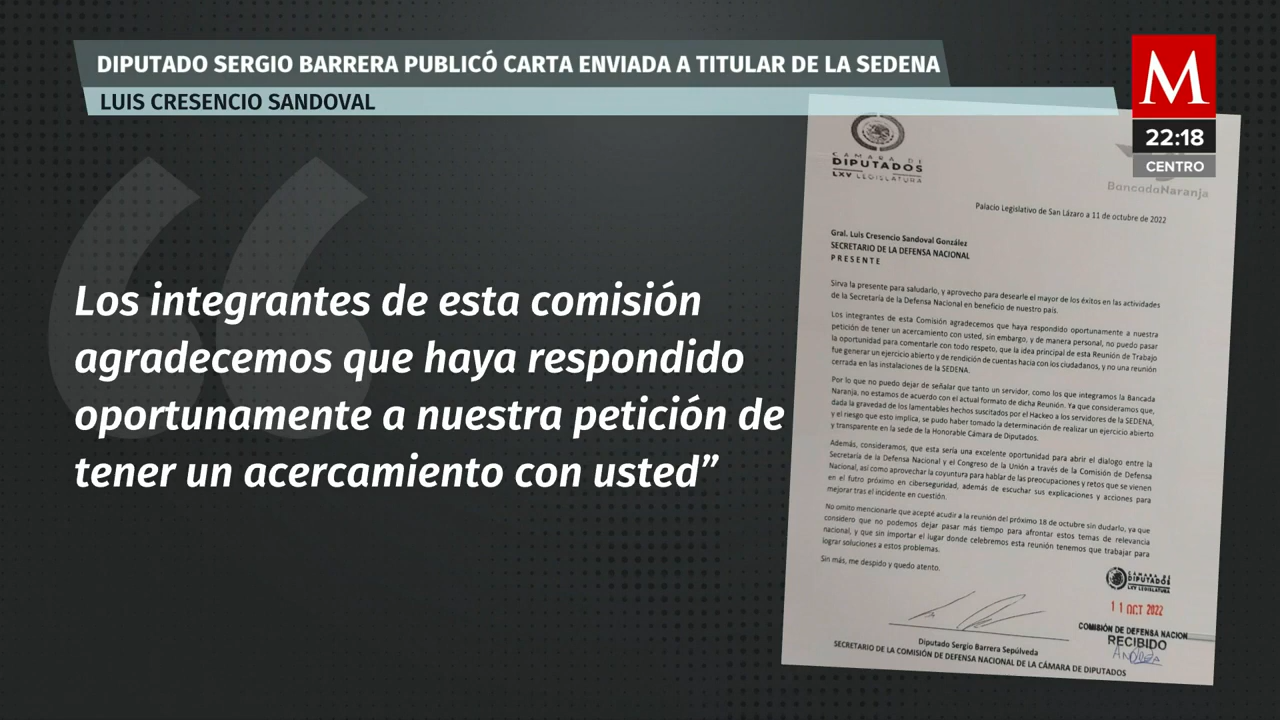 DIPUTADO SERGIO BARRERA PUBLICÓ CARTA ENVIADA A TITULAR DE LA SEDENA
LUIS CRESENCIO SANDOVAL
M
22:18
CENTRO
Los integrantes de esta comisión
agradecemos que haya respondido
oportunamente a nuestra petición de
tener un acercamiento con usted”
CÁMARA DE
DIPUTADOS
LXV LEGISLATURA
BancadaNaranja
Palacio Legislativo de San Lázaro a 11 de octubre de 2022
Gral. Luis Cresencio Sandoval González
SECRETARIO DE LA DEFENSA NACIONAL
P R E S E N T E
Sirva la presente para saludarlo, y aprovecho para desearle el mayor de los éxitos en las actividades
de la Secretaría de la Defensa Nacional en beneficio de nuestro país.
Los integrantes de esta Comisión agradecemos que haya respondido oportunamente a nuestra
petición de tener un acercamiento con usted, sin embargo, y de manera personal, no puedo pasar
la oportunidad para comentarle con todo respeto, que la idea principal de esta Reunión de Trabajo
fue generar un ejercicio abierto y de rendición de cuentas hacia con los ciudadanos, y no una reunión
cerrada en las instalaciones de la SEDENA.
Por lo que no puedo dejar de señalar que tanto un servidor, como los que integramos la Bancada
Naranja, no estamos de acuerdo con el actual formato de dicha Reunión. Ya que consideramos que,
dada la gravedad de los lamentables hechos suscitados por el Hackeo a los servidores de la SEDENA,
y el riesgo que esto implica, se pudo haber tomado la determinación de realizar un ejercicio abierto
y transparente en la sede de la Honorable Cámara de Diputados.
Además, consideramos, que esta sería una excelente oportunidad para abrir el dialogo entre la
Secretaría de la Defensa Nacional y el Congreso de la Unión a través de la Comisión de Defensa
Nacional, así como aprovechar la coyuntura para hablar de las preocupaciones y retos que se vienen
en el futro próximo en ciberseguridad, además de escuchar sus explicaciones y acciones para
mejorar tras el incidente en cuestión.
No omito mencionarle que acepté acudir a la reunión del próximo 18 de octubre sin dudarlo, ya que
considero que no podemos dejar pasar más tiempo para afrontar estos temas de relevancia
nacional, y que sin importar el lugar donde celebremos esta reunión tenemos que trabajar para
lograr soluciones a estos problemas.
Sin más, me despido y quedo atento.
CÁMARA DE
DIPUTADOS
LXV LEGISLATURA
11 OCT 2022
COMISIÓN DE DEFENSA NACION
RECIBIDO
Diputado Sergio Barrera Sepúlveda
SECRETARIO DE LA COMISIÓN DE DEFENSA NACIONAL DE LA CÁMARA DE DIPUTADOS